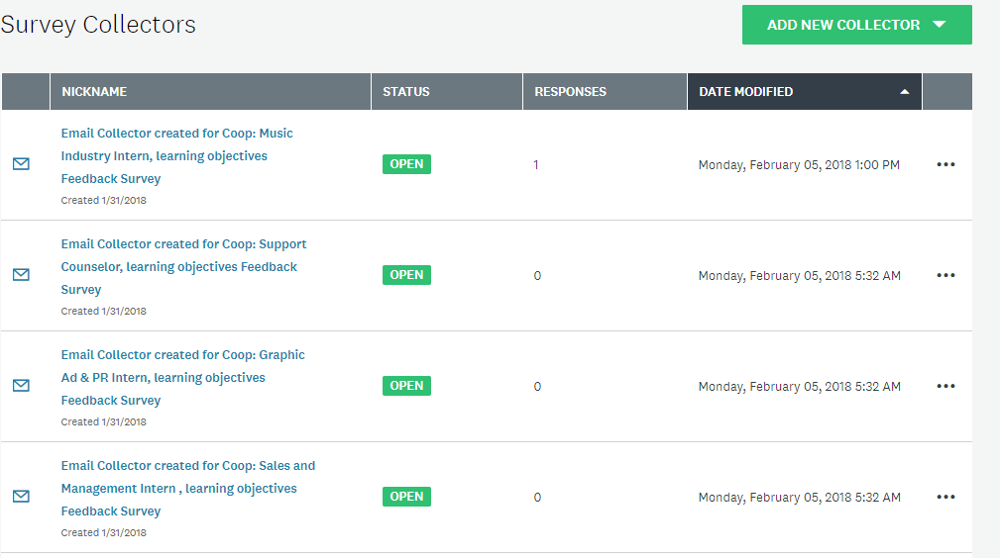 Survey Collectors
ADD NEW COLLECTOR
NICKNAME STATUS RESPONSES DATE MODIFIED
Email Collector created for Coop: Music
Industry Intern, learning objectives
Feedback Survey
Created 1/31/2018
OPEN
1
Monday, February 05, 2018 1:00 PM
Email Collector created for Coop: Support
Counselor, learning objectives Feedback
Survey
Created 1/31/2018
OPEN
0
Monday, February 05, 2018 5:32 AM
Email Collector created for Coop: Graphic
Ad & PR Intern, learning objectives
Feedback Survey
Created 1/31/2018
OPEN
0
Monday, February 05, 2018 5:32 AM
Email Collector created for Coop: Sales and
Management Intern , learning objectives
Feedback Survey
Created 1/31/2018
OPEN
0
Monday, February 05, 2018 5:32 AM